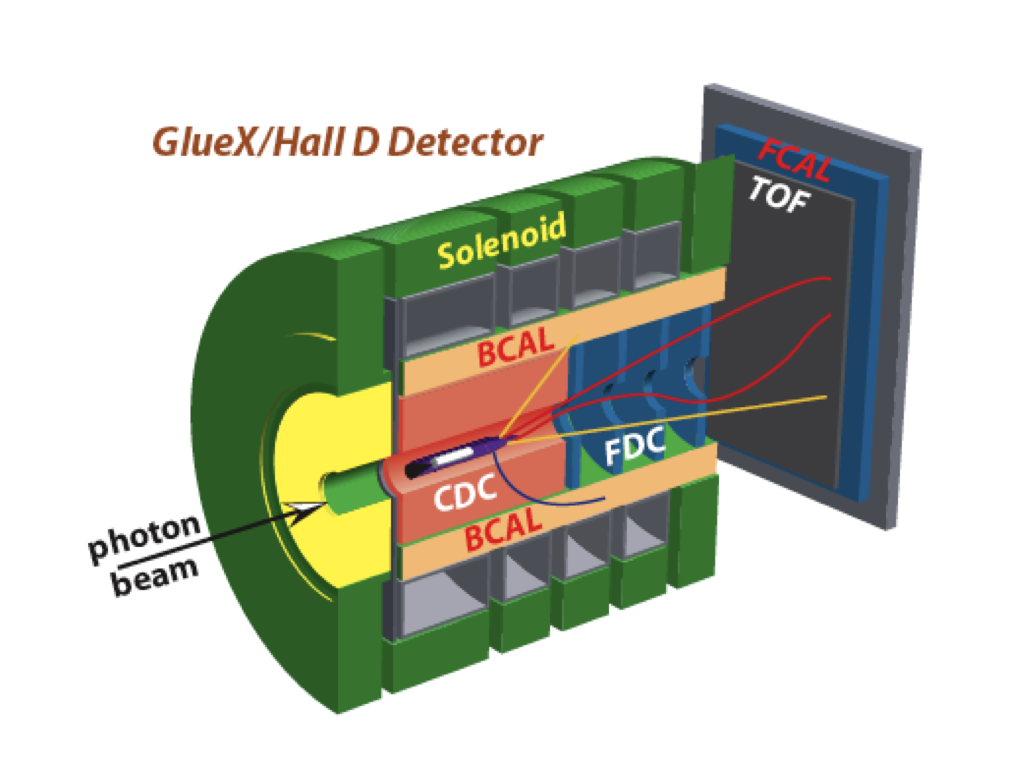 GlueX/Hall D Detector
FCAL
TOF
Solenoid
BCAL
FDC
CDC
BCAL
photon
beam